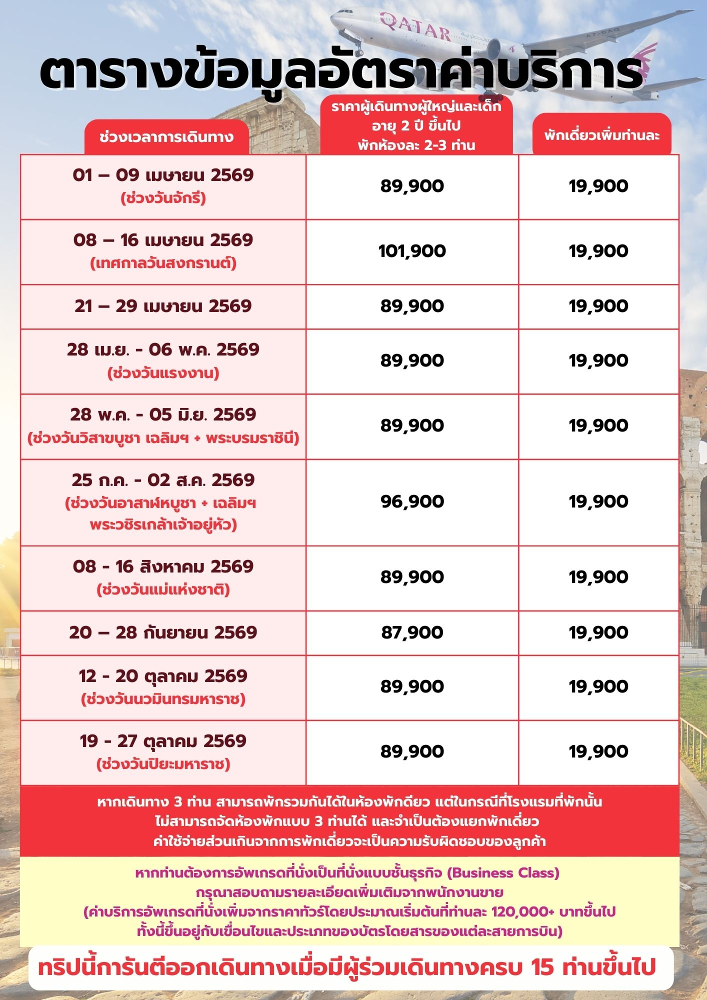 QATAR
القطرية
A7-BAQ
ตารางข้อมูลอัตราค่าบริการ
ช่วงเวลาการเดินทาง
ราคาผู้เดินทางผู้ใหญ่และเด็ก
อายุ 2 ปี ขึ้นไป
พักห้องละ 2-3 ท่าน
พักเดี่ยวเพิ่มท่านละ
01 – 09 เมษายน 2569
(ช่วงวันจักรี)
89,900
19,900
08 – 16 เมษายน 2569
(เทศกาลวันสงกรานต์)
101,900
19,900
21 – 29 เมษายน 2569
89,900
19,900
28 เม.ย. - 06 พ.ค. 2569
(ช่วงวันแรงงาน)
89,900
19,900
28 พ.ค. - 05 มิ.ย. 2569
(ช่วงวันวิสาขบูชา เฉลิมฯ + พระบรมราชินี)
89,900
19,900
25 ก.ค. - 02 ส.ค. 2569
(ช่วงวันอาสาฬหบูชา + เฉลิมฯ
พระวชิรเกล้าเจ้าอยู่หัว)
96,900
19,900
08 - 16 สิงหาคม 2569
(ช่วงวันแม่แห่งชาติ)
89,900
19,900
20 – 28 กันยายน 2569
87,900
19,900
12 - 20 ตุลาคม 2569
(ช่วงวันนวมินทรมหาราช)
89,900
19,900
19 - 27 ตุลาคม 2569
(ช่วงวันปิยะมหาราช)
89,900
19,900
หากเดินทาง 3 ท่าน สามารถพักรวมกันได้ในห้องพักดียว แต่ในกรณีที่โรงแรมที่พักนั้น
ไม่สามารถจัดห้องพักแบบ 3 ท่านได้ และจำเป็นต้องแยกพักเดี่ยว
ค่าใช้จ่ายส่วนเกินจากการพักเดี่ยวจะเป็นความรับผิดชอบของลูกค้า
หากท่านต้องการอัพเกรดที่นั่งเป็นที่นั่งแบบชั้นธุรกิจ (Business Class)
กรุณาสอบถามรายละเอียดเพิ่มเติมจากพนักงานขาย
(ค่าบริการอัพเกรดที่นั่งเพิ่มจากราคาทัวร์โดยประมาณเริ่มต้นที่ท่านละ 120,000+ บาทขึ้นไป
ทั้งนี้ขึ้นอยู่กับเงื่อนไขและประเภทของบัตรโดยสารของแต่ละสายการบิน)
ทริปนี้การันตีออกเดินทางเมื่อมีผู้ร่วมเดินทางครบ 15 ท่านขึ้นไป